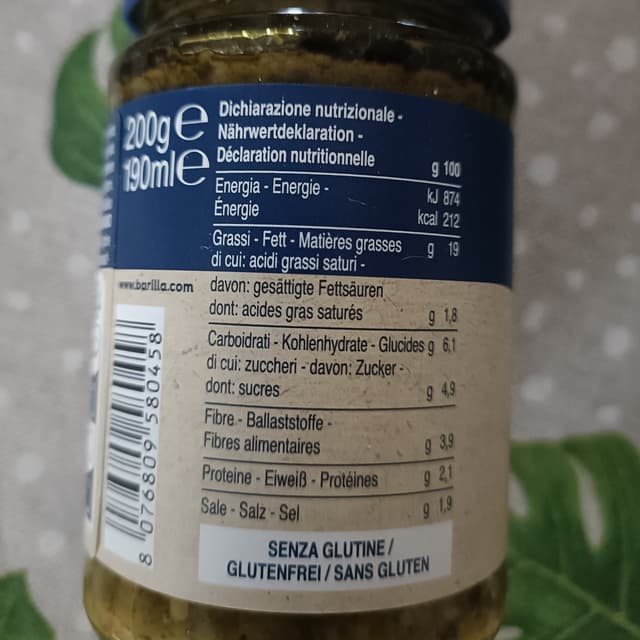 200g e
190ml e
Dichiarazione nutrizionale -
Nährwertdeklaration -
Déclaration nutritionnelle
g 100
Energia - Energie -
Énergie
kJ 874
kcal 212
Grassi - Fett - Matières grasses g 19
di cui: acidi grassi saturi -
davon: gesättigte Fettsäuren
dont: acides gras saturés g 1,8
Carboidrati - Kohlenhydrate - Glucides g 6,1
di cui: zuccheri - davon: Zucker -
dont: sucres g 4,9
Fibre - Ballaststoffe -
Fibres alimentaires g 3,9
Proteine - Eiweiß - Protéines g 2,1
Sale - Salz - Sel g 1,9
SENZA GLUTINE /
GLUTENFREI / SANS GLUTEN
www.barilla.com
8 076809 580458